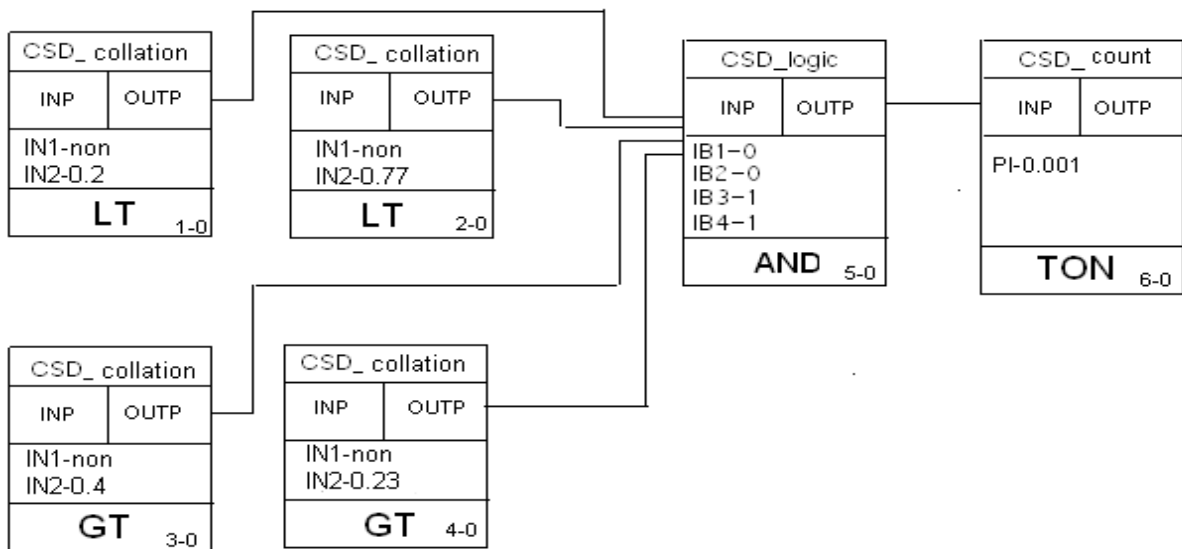 CSD_ collation
INP OUTP
IN1-non
IN2-0.2
LT 1-0
CSD_ collation
INP OUTP
IN1-non
IN2-0.77
LT 2-0
CSD_logic
INP OUTP
IB1-0
IB2-0
IB3-1
IB4-1
AND 5-0
CSD_ count
INP OUTP
PI-0.001
TON 6-0
CSD_ collation
INP OUTP
IN1-non
IN2-0.4
GT 3-0
CSD_ collation
INP OUTP
IN1-non
IN2-0.23
GT 4-0